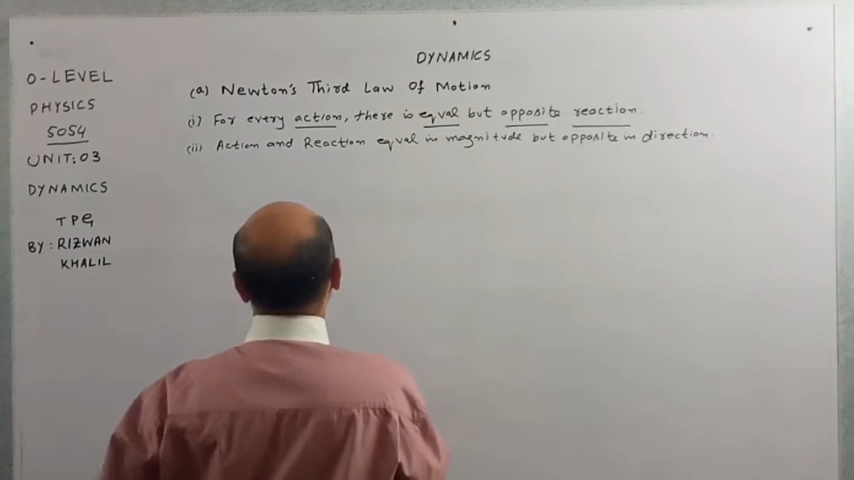 DYNAMICS
O-LEVEL
PHYSICS
5054
UNIT: 03
DYNAMICS
TPG
BY: RIZWAN
KHALIL
(a) Newton's Third Law Of Motion
(i) For every action, there is equal but opposite reaction.
(ii) Action and Reaction equal in magnitude but opposite in direction.